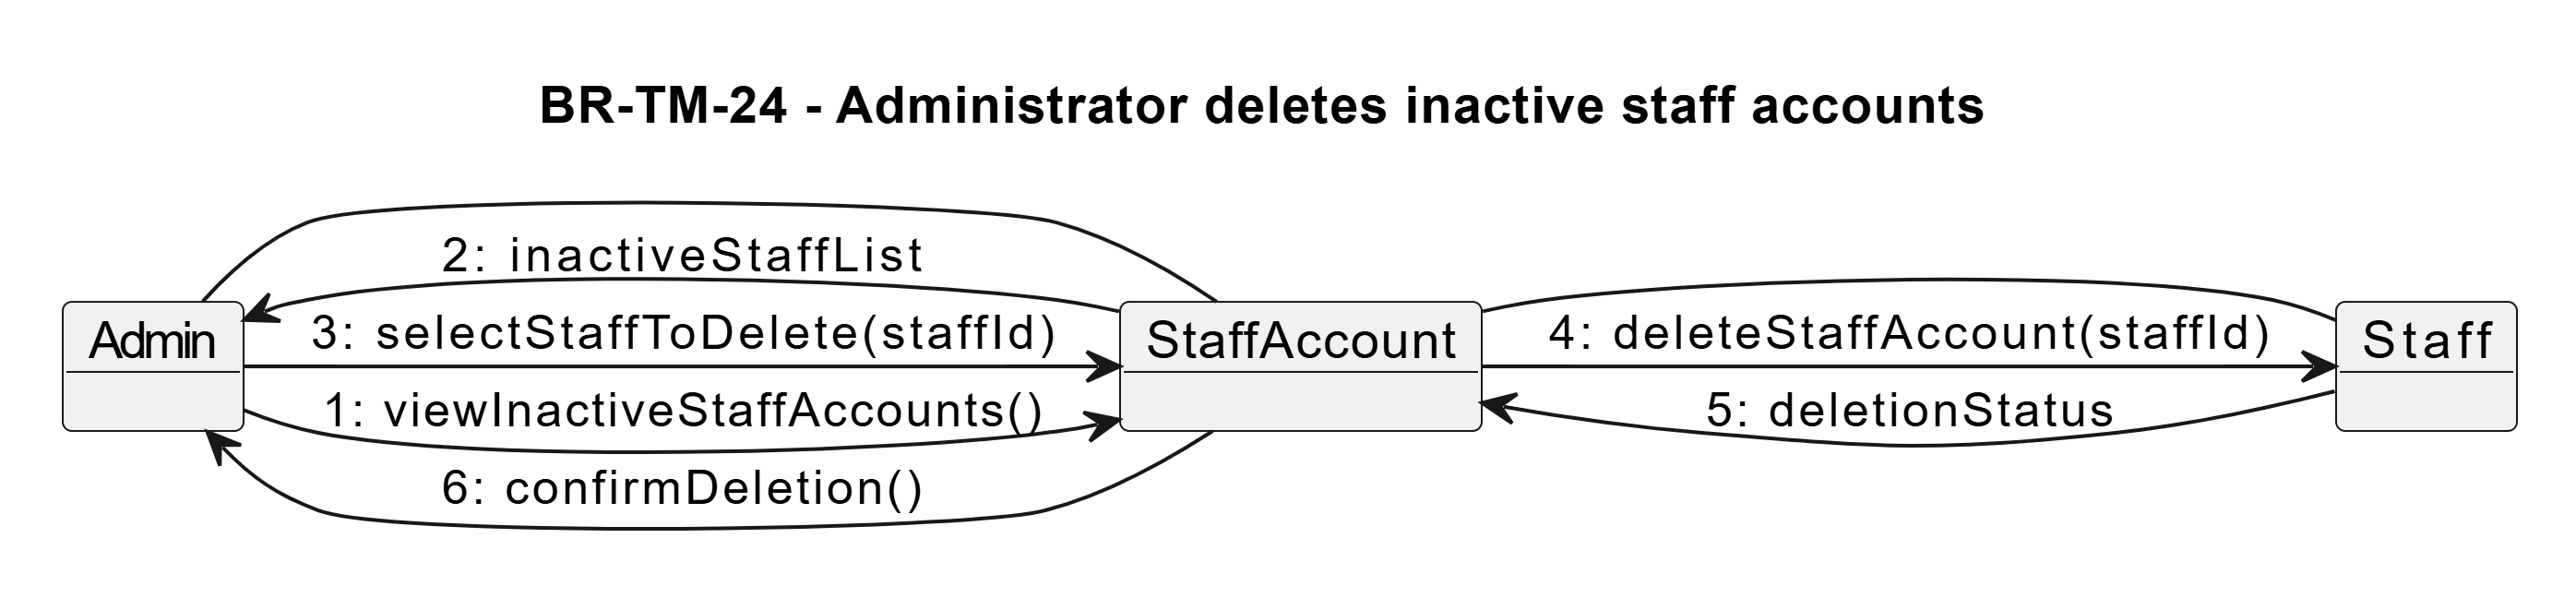 BR-TM-24 - Administrator deletes inactive staff accounts
2: inactiveStaffList
Admin
3: selectStaffToDelete(staffId)
StaffAccount
4: deleteStaffAccount(staffId)
Staff
1: viewInactiveStaffAccounts()
5: deletionStatus
6: confirmDeletion()